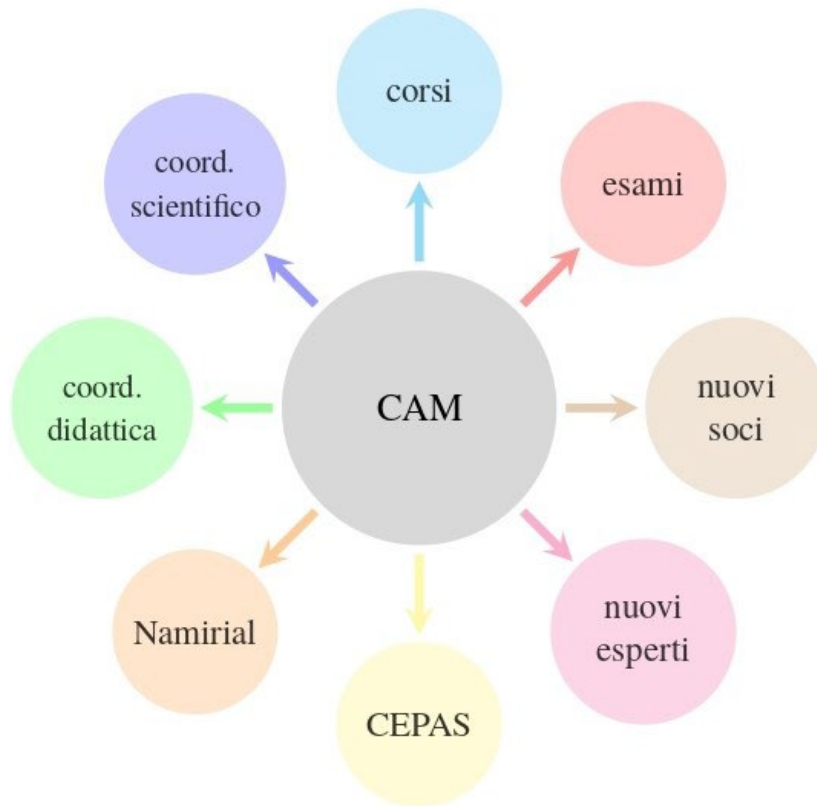 corsi
coord.
scientifico
esami
coord.
didattica
CAM
nuovi
soci
Namirial
nuovi
esperti
CEPAS